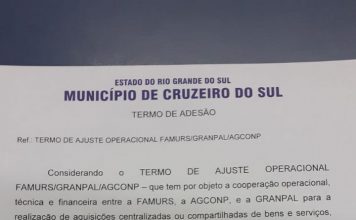 ESTADO DO RIO GRANDE DO SUL
MUNICÍPIO DE CRUZEIRO DO SUL
TERMO DE ADESÃO
Ref.: TERMO DE AJUSTE OPERACIONAL FAMURS/GRANPAL/AGCONP
Considerando o TERMO DE AJUSTE OPERACIONAL
FAMURS/GRANPAL/AGCONP – que tem por objeto a cooperação operacional,
técnica e financeira entre a FAMURS, a AGCONP, e a GRANPAL para a
realização de aquisições centralizadas ou compartilhadas de bens e serviços,